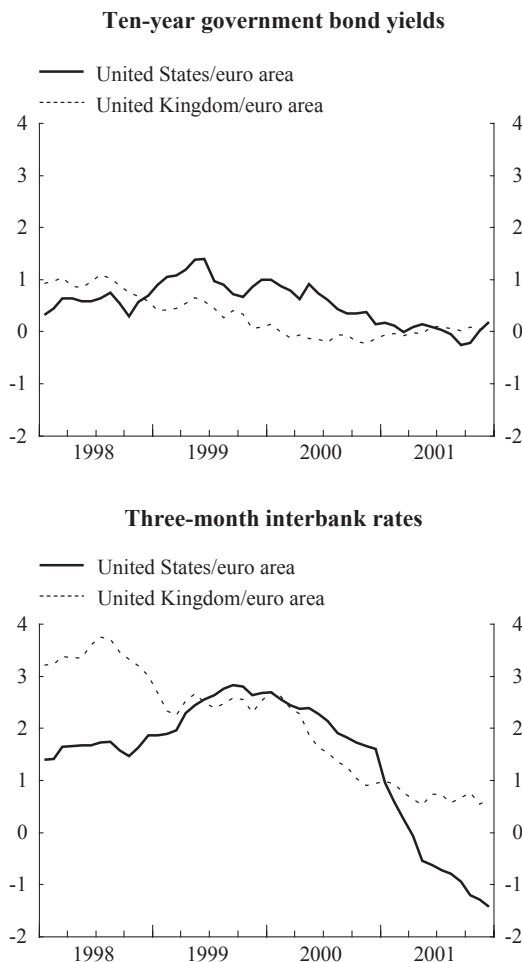 Ten-year government bond yields
United States/euro area
United Kingdom/euro area
4 4
3 3
2 2
1 1
0 0
-1 -1
-2 -2
1998 1999 2000 2001
Three-month interbank rates
United States/euro area
United Kingdom/euro area
4 4
3 3
2 2
1 1
0 0
-1 -1
-2 -2
1998 1999 2000 2001